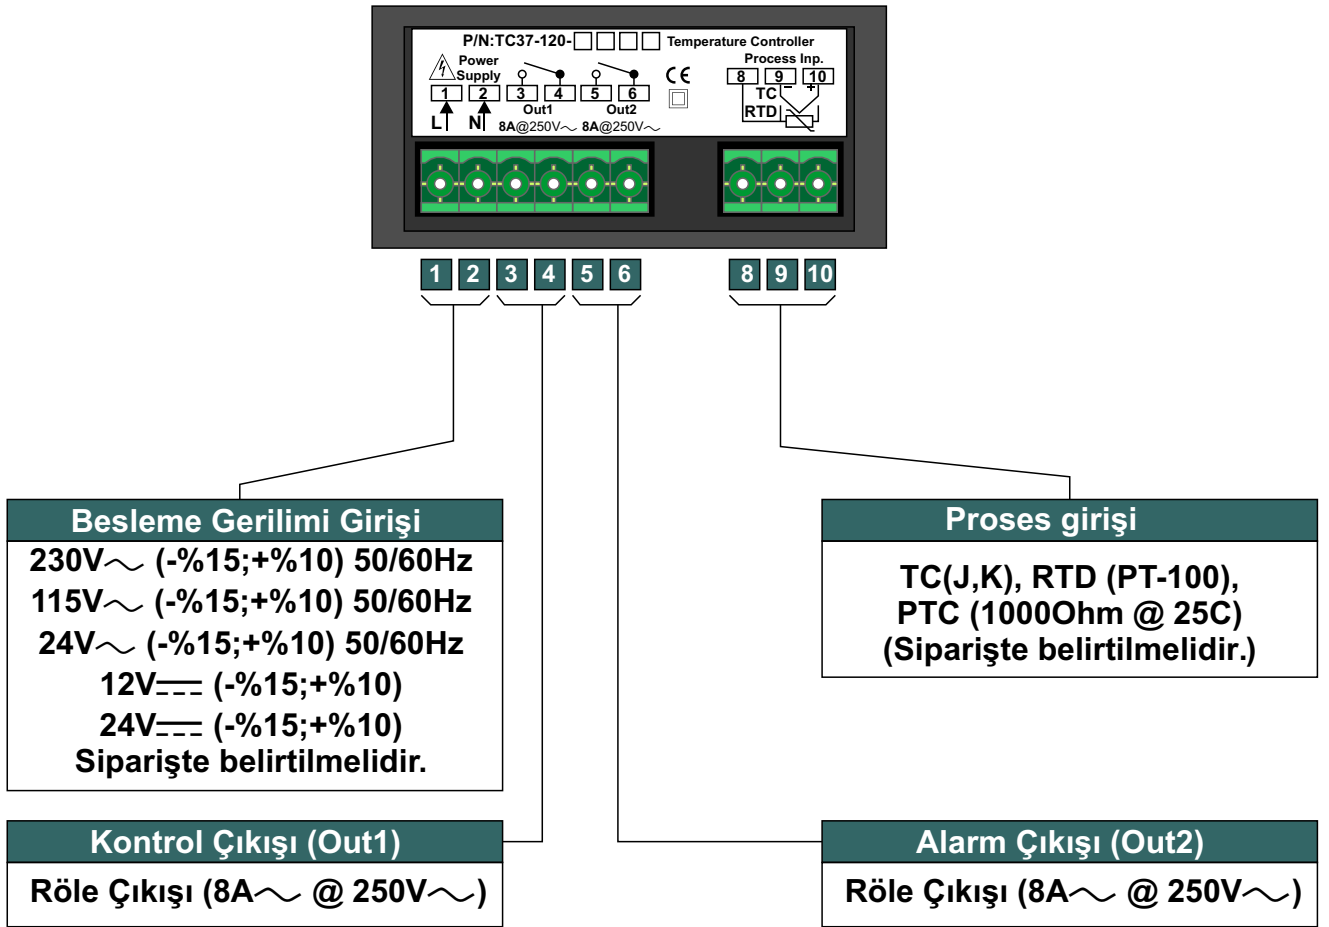 P/N:TC37-120- Temperature Controller
Power Supply
Process Inp.
1 2 3 4 5 6
8 9 10
TC - +
RTD
L N
Out1 Out2
8A@250V~ 8A@250V~
CE
1 2 3 4 5 6 8 9 10
Besleme Gerilimi Girişi
230V~ (-%15;+%10) 50/60Hz
115V~ (-%15;+%10) 50/60Hz
24V~ (-%15;+%10) 50/60Hz
12V⎓ (-%15;+%10)
24V⎓ (-%15;+%10)
Siparişte belirtilmelidir.
Proses girişi
TC(J,K), RTD (PT-100),
PTC (1000Ohm @ 25C)
(Siparişte belirtilmelidir.)
Kontrol Çıkışı (Out1)
Röle Çıkışı (8A~ @ 250V~)
Alarm Çıkışı (Out2)
Röle Çıkışı (8A~ @ 250V~)